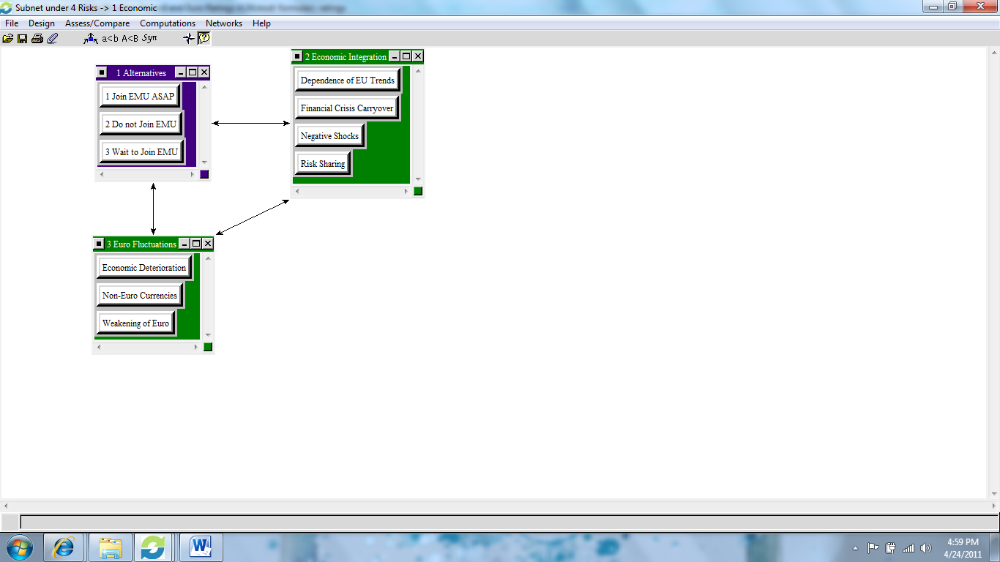 Subnet under 4 Risks -> 1 Economic
File Design Assess/Compare Computations Networks Help
a<b A<B Syn
1 Alternatives
1 Join EMU ASAP
2 Do not Join EMU
3 Wait to Join EMU
2 Economic Integration
Dependence of EU Trends
Financial Crisis Carryover
Negative Shocks
Risk Sharing
3 Euro Fluctuations
Economic Deterioration
Non-Euro Currencies
Weakening of Euro
4:59 PM
4/24/2011